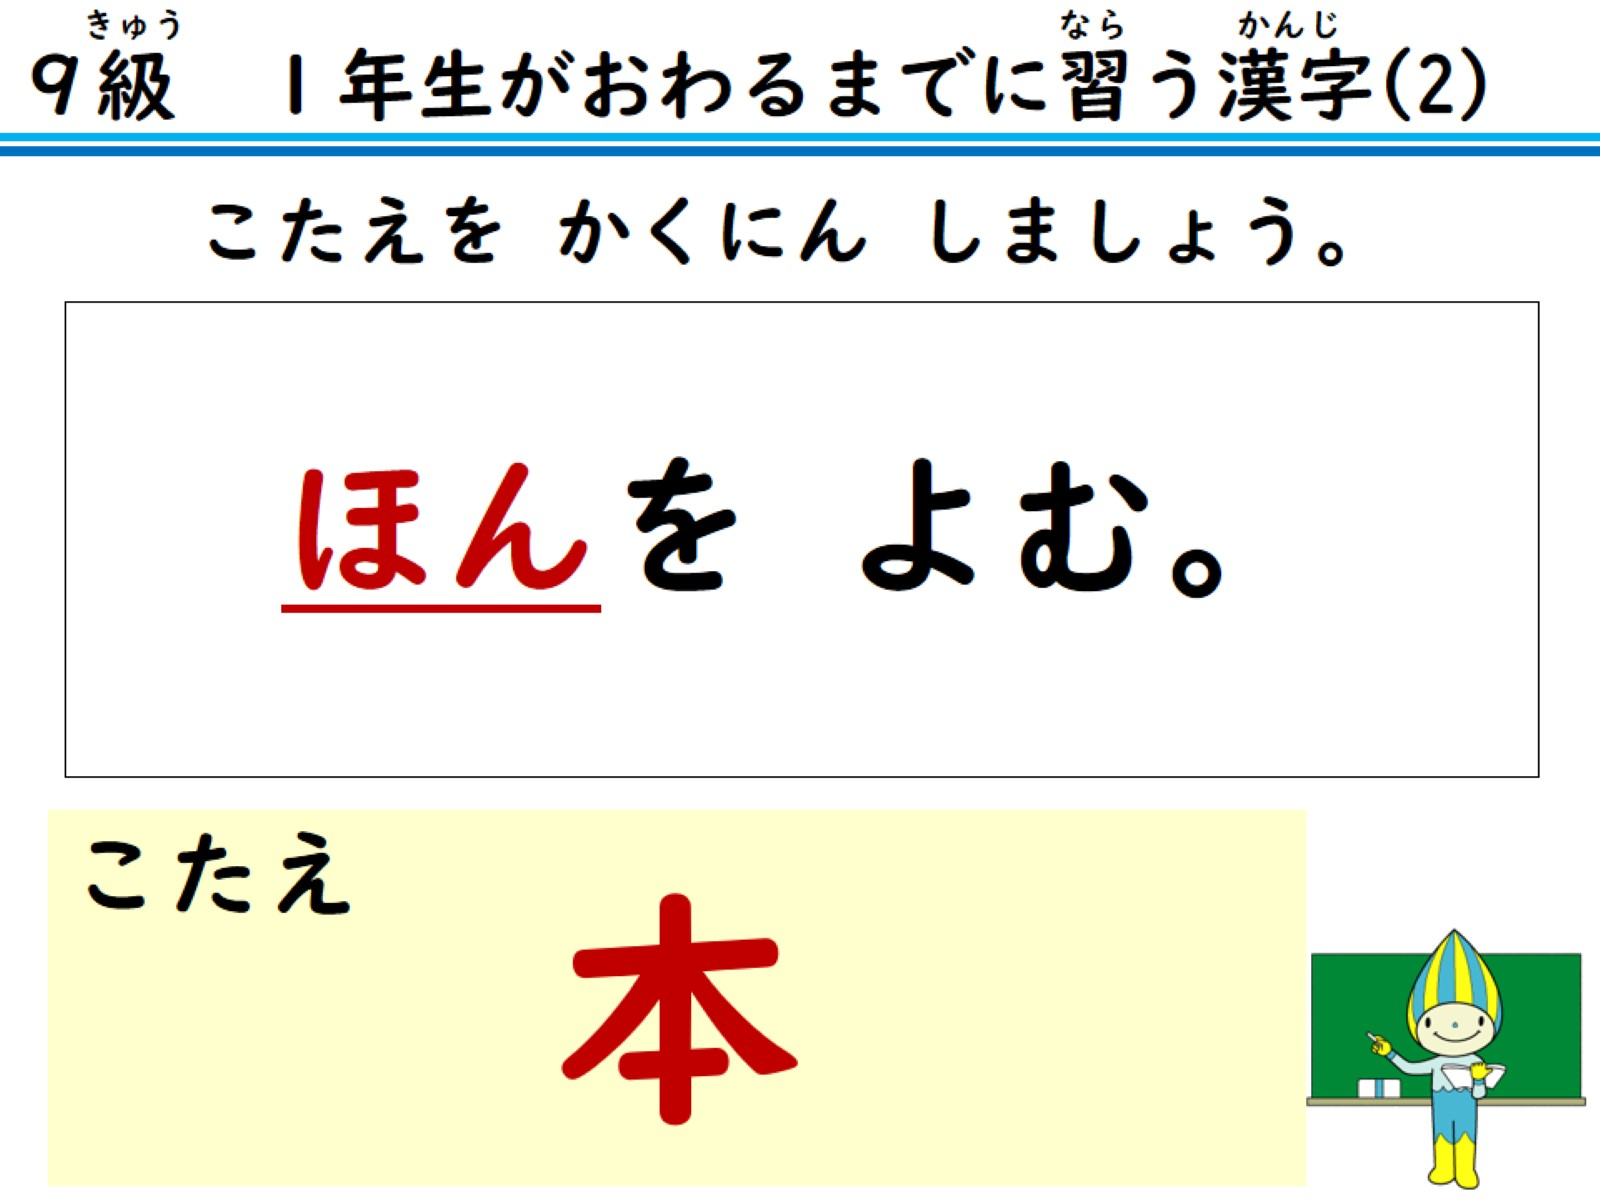 きゅう なら かんじ
9級 1年生がおわるまでに習う漢字(2)
こたえを かくにん しましょう。
ほんを よむ。
こたえ
本